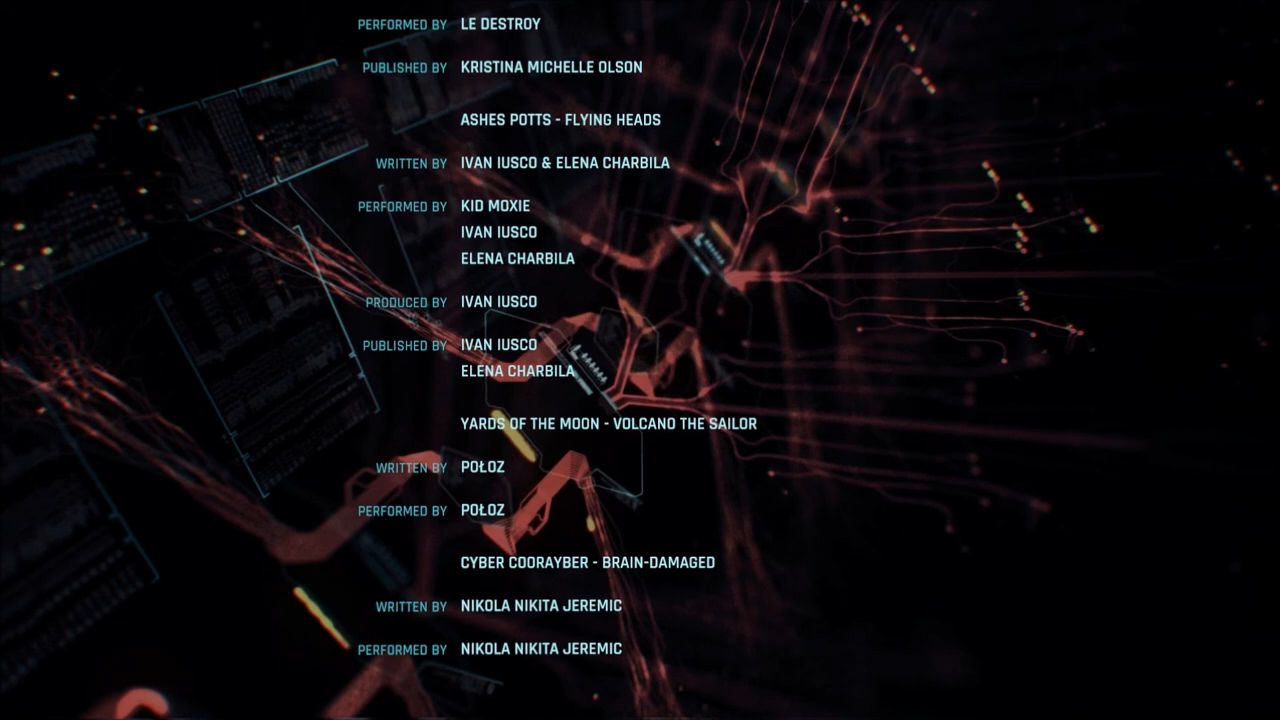 PERFORMED BY LE DESTROY
PUBLISHED BY KRISTINA MICHELLE OLSON
ASHES POTTS - FLYING HEADS
WRITTEN BY IVAN IUSCO & ELENA CHARBILA
PERFORMED BY KID MOXIE
IVAN IUSCO
ELENA CHARBILA
PRODUCED BY IVAN IUSCO
PUBLISHED BY IVAN IUSCO
ELENA CHARBILA
YARDS OF THE MOON - VOLCANO THE SAILOR
WRITTEN BY POŁOZ
PERFORMED BY POŁOZ
CYBER COORAYBER - BRAIN-DAMAGED
WRITTEN BY NIKOLA NIKITA JEREMIC
PERFORMED BY NIKOLA NIKITA JEREMIC